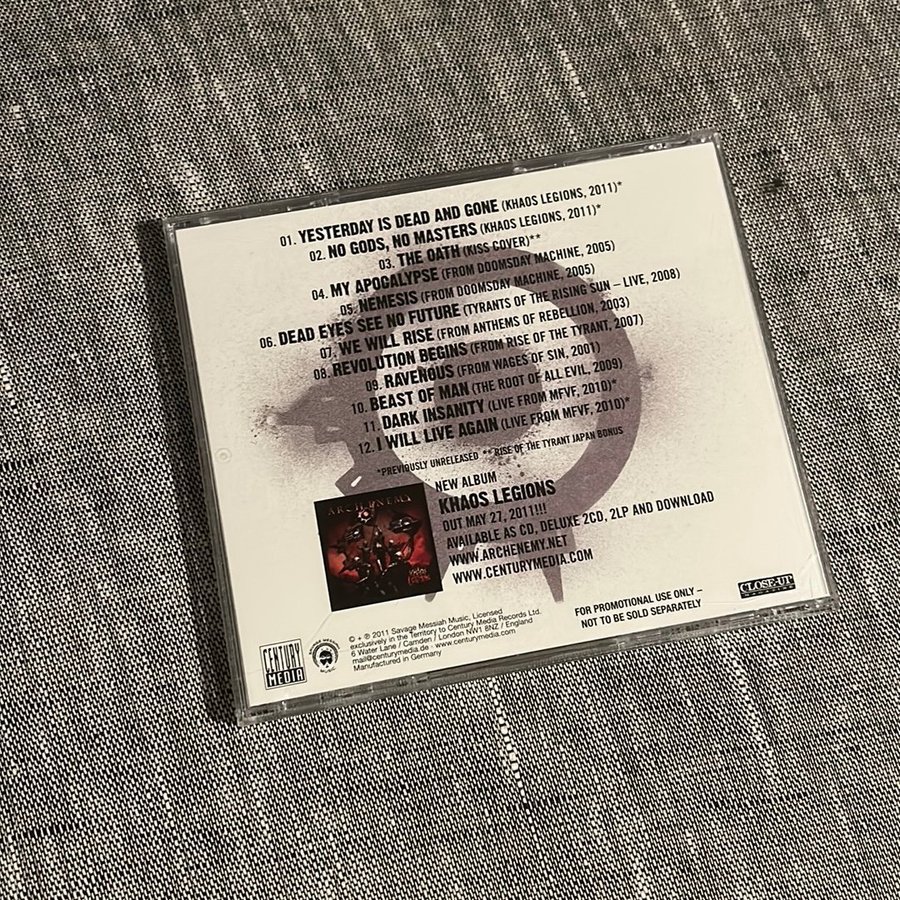 01. YESTERDAY IS DEAD AND GONE (KHAOS LEGIONS, 2011)*
02. NO GODS, NO MASTERS (KHAOS LEGIONS, 2011)*
03. THE OATH (KISS COVER)**
04. MY APOCALYPSE (FROM DOOMSDAY MACHINE, 2005)
05. NEMESIS (FROM DOOMSDAY MACHINE, 2005)
06. DEAD EYES SEE NO FUTURE (TYRANTS OF THE RISING SUN – LIVE, 2008)
07. WE WILL RISE (FROM ANTHEMS OF REBELLION, 2003)
08. REVOLUTION BEGINS (FROM RISE OF THE TYRANT, 2007)
09. RAVENOUS (FROM WAGES OF SIN, 2001)
10. BEAST OF MAN (THE ROOT OF ALL EVIL, 2009)
11. DARK INSANITY (LIVE FROM MFVF, 2010)*
12. I WILL LIVE AGAIN (LIVE FROM MFVF, 2010)*
*PREVIOUSLY UNRELEASED ** RISE OF THE TYRANT JAPAN BONUS
ARCH ENEMY
KHAOS LEGIONS
NEW ALBUM
KHAOS LEGIONS
OUT MAY 27, 2011!!!
AVAILABLE AS CD, DELUXE 2CD, 2LP AND DOWNLOAD
WWW.ARCHENEMY.NET
WWW.CENTURYMEDIA.COM
CENTURY
MEDIA
© + ℗ 2011 Savage Messiah Music, Licensed
exclusively in the Territory to Century Media Records Ltd.
6 Water Lane / Camden / London NW1 8NZ / England
mail@centurymedia.de · www.centurymedia.com
Manufactured in Germany
FOR PROMOTIONAL USE ONLY –
NOT TO BE SOLD SEPARATELY
CLOSE-UP